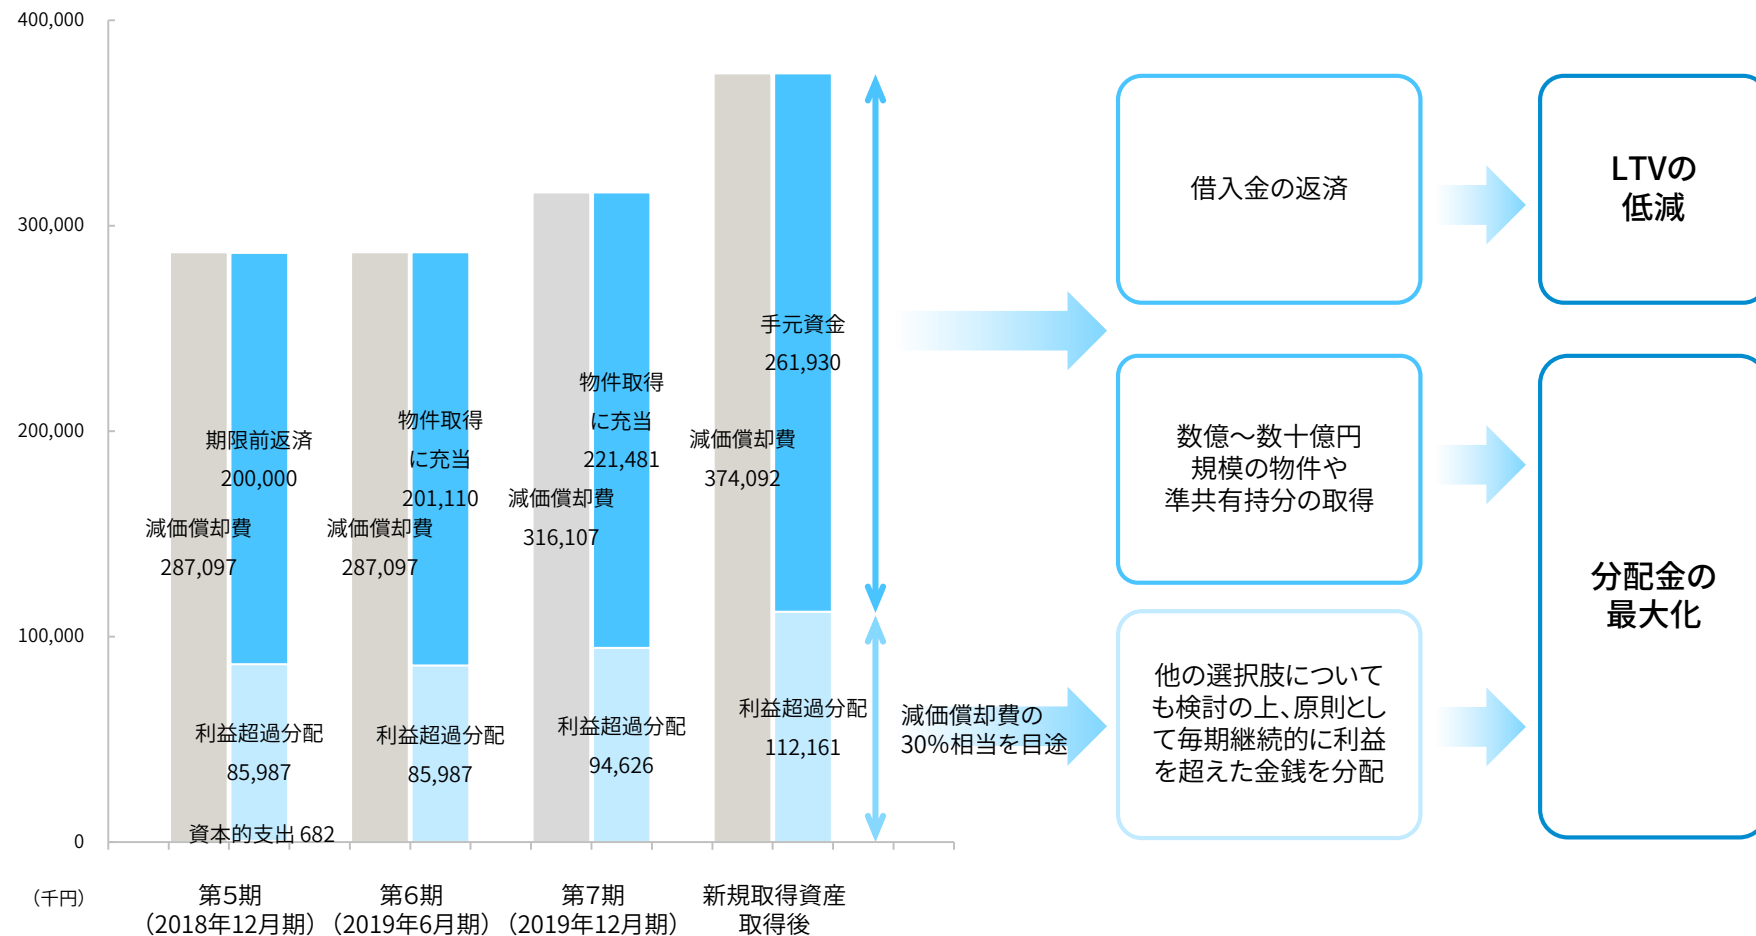 400,000
300,000
200,000
100,000
0
（千円）
減価償却費
287,097
期限前返済
200,000
利益超過分配
85,987
資本的支出 682
減価償却費
287,097
物件取得
に充当
201,110
利益超過分配
85,987
減価償却費
316,107
物件取得
に充当
221,481
利益超過分配
94,626
減価償却費
374,092
手元資金
261,930
利益超過分配
112,161
第5期
（2018年12月期）
第6期
（2019年6月期）
第7期
（2019年12月期）
新規取得資産
取得後
減価償却費の
30%相当を目途
借入金の返済
数億～数十億円
規模の物件や
準共有持分の取得
他の選択肢について
も検討の上、原則とし
て毎期継続的に利益
を超えた金銭を分配
LTVの
低減
分配金の
最大化